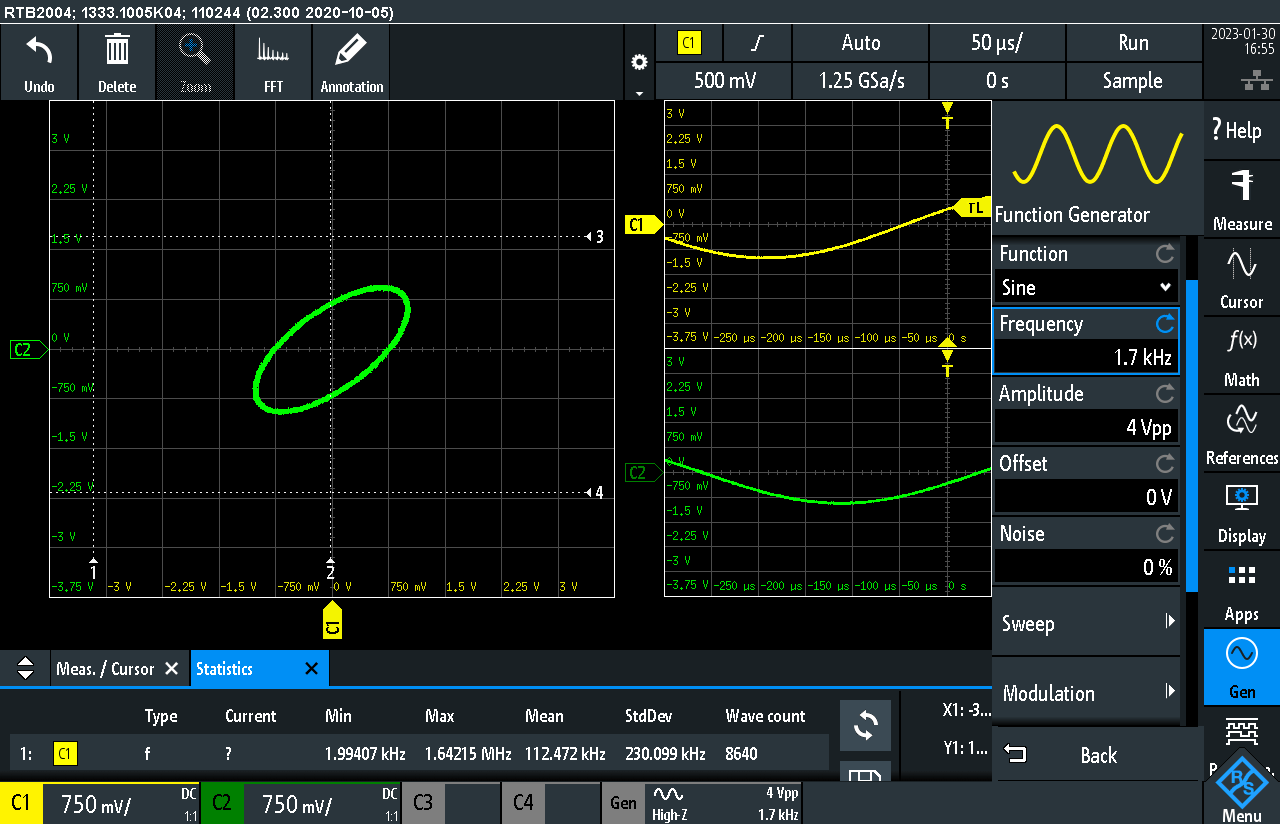 RTB2004; 1333.1005K04; 110244 (02.300 2020-10-05)
Undo
Delete
Zoom
FFT
Annotation
C1
Auto
50 µs/
Run
500 mV
1.25 GSa/s
0 s
Sample
2023-01-30
16:55
3 V
2.25 V
1.5 V
750 mV
0 V
-750 mV
-1.5 V
-2.25 V
-3 V
-3.75 V
-3 V
-2.25 V
-1.5 V
-750 mV
0 V
750 mV
1.5 V
2.25 V
3 V
1
2
3
4
C2
C1
3 V
2.25 V
1.5 V
750 mV
0 V
-750 mV
-1.5 V
-2.25 V
-3 V
-3.75 V
-250 µs
-200 µs
-150 µs
-100 µs
-50 µs
0 s
C1
T
TL
3 V
2.25 V
1.5 V
750 mV
0 V
-750 mV
-1.5 V
-2.25 V
-3 V
-3.75 V
-250 µs
-200 µs
-150 µs
-100 µs
-50 µs
0 s
C2
T
Function Generator
Function
Sine
Frequency
1.7 kHz
Amplitude
4 Vpp
Offset
0 V
Noise
0 %
Sweep
Modulation
Back
? Help
Measure
Cursor
f(x)
Math
References
Display
Apps
Gen
R&S
Menu
Meas. / Cursor
Statistics
Type Current Min Max Mean StdDev Wave count
1: C1 f ? 1.99407 kHz 1.64215 MHz 112.472 kHz 230.099 kHz 8640
X1: -3...
Y1: 1...
C1 750 mV/ DC 1:1
C2 750 mV/ DC 1:1
C3
C4
Gen
High-Z
4 Vpp
1.7 kHz